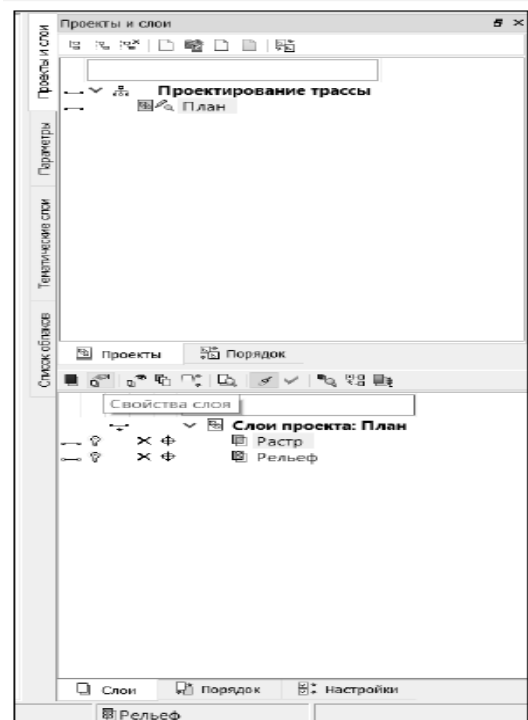 Проекты и слои
Проекты и слои
Параметры
Тематические слои
Список облаков
Проектирование трассы
План
Проекты
Порядок
Свойства слоя
Слои проекта: План
Растр
Рельеф
Слои
Порядок
Настройки
Рельеф